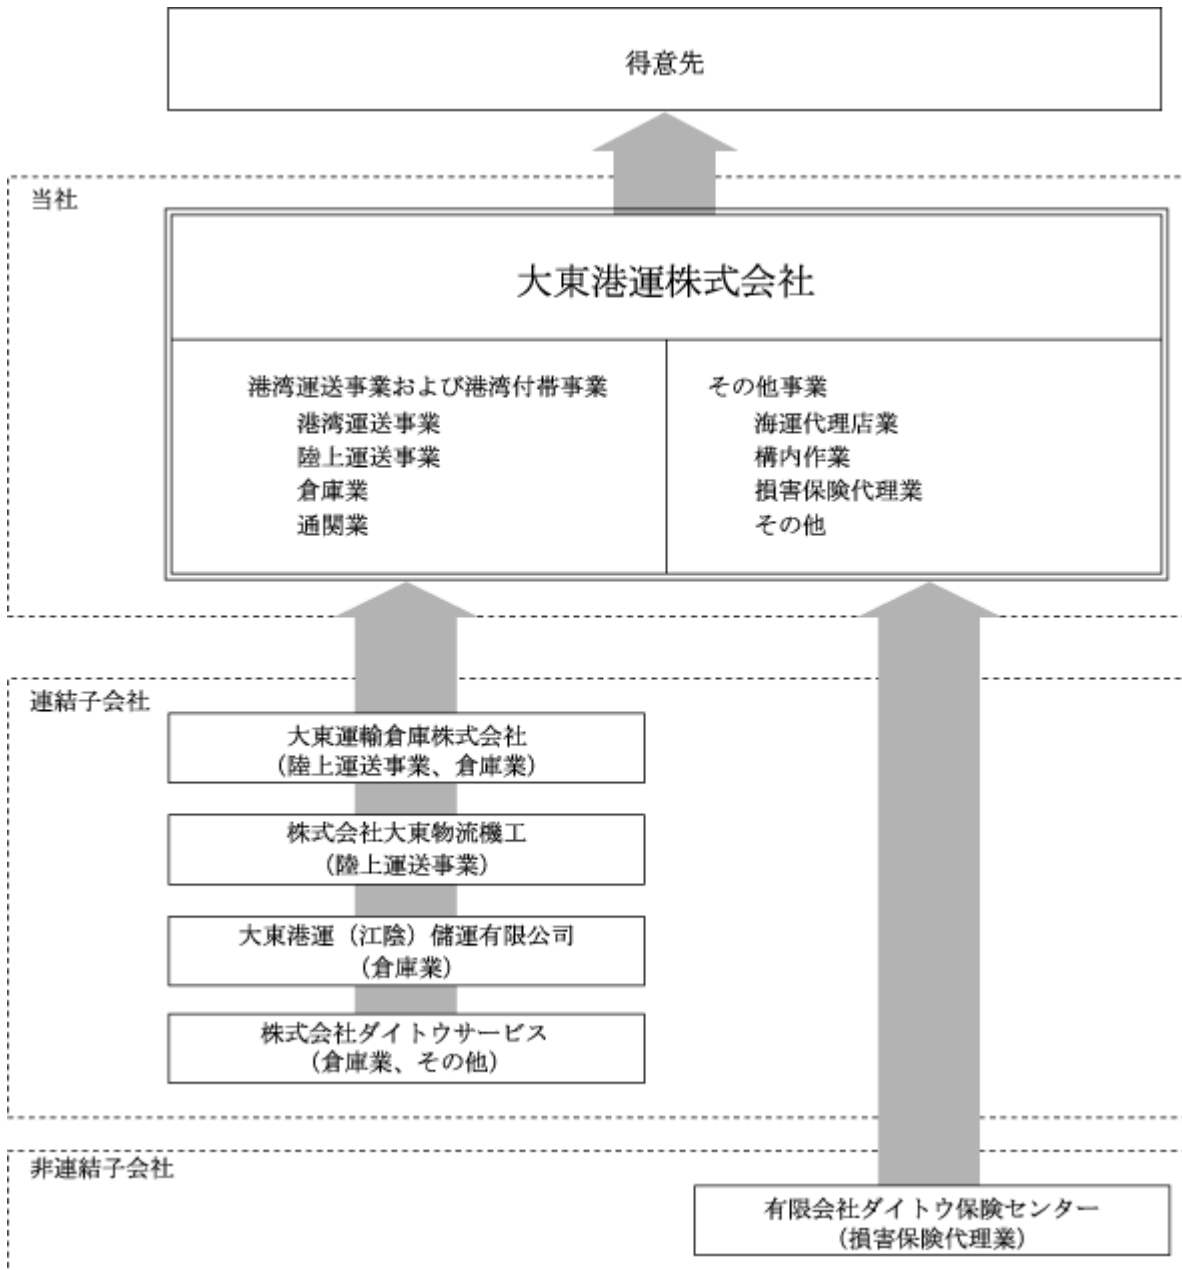 得意先
当社
大東港運株式会社
港湾運送事業および港湾付帯事業
港湾運送事業
陸上運送事業
倉庫業
通関業
その他事業
海運代理店業
構内作業
損害保険代理業
その他
連結子会社
大東運輸倉庫株式会社
(陸上運送事業、倉庫業)
株式会社大東物流機工
(陸上運送事業)
大東港運（江陰）儲運有限公司
(倉庫業)
株式会社ダイトウサービス
(倉庫業、その他)
非連結子会社
有限会社ダイトウ保険センター
(損害保険代理業)